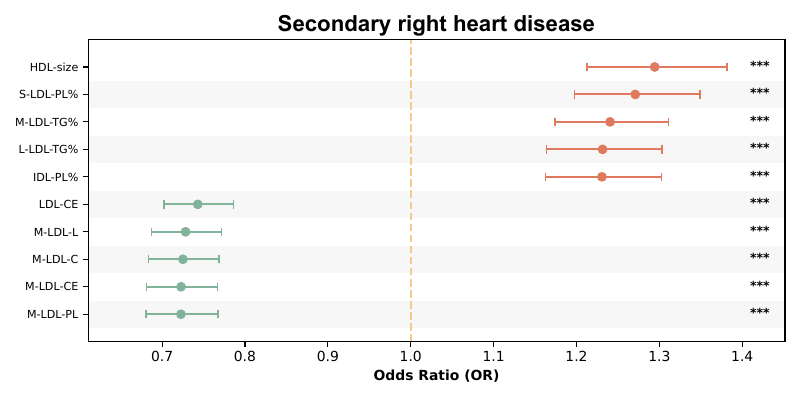 Secondary right heart disease
HDL-size ***
S-LDL-PL% ***
M-LDL-TG% ***
L-LDL-TG% ***
IDL-PL% ***
LDL-CE ***
M-LDL-L ***
M-LDL-C ***
M-LDL-CE ***
M-LDL-PL ***
0.7 0.8 0.9 1.0 1.1 1.2 1.3 1.4
Odds Ratio (OR)